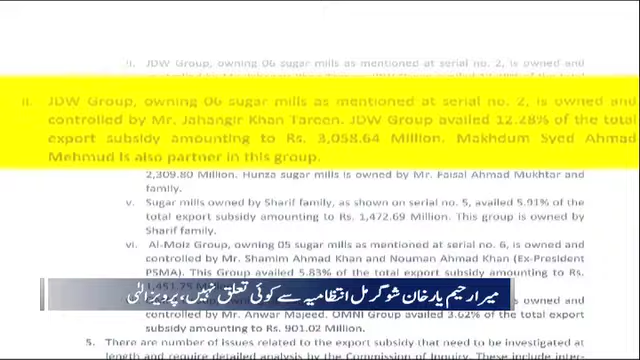 ii. JDW Group, owning 06 sugar mills as mentioned at serial no. 2, is owned and
ii. JDW Group, owning 06 sugar mills as mentioned at serial no. 2, is owned and
controlled by Mr. Jahangir Khan Tareen. JDW Group availed 12.28% of the total
export subsidy amounting to Rs. 3,058.64 Million. Makhdum Syed Ahmad
Mehmud is also partner in this group.
2,309.80 Million. Hunza sugar mills is owned by Mr. Faisal Ahmad Mukhtar and
family.
v. Sugar mills owned by Sharif family, as shown on serial no. 5, availed 5.91% of the
total export subsidy amounting to Rs. 1,472.69 Million. This group is owned by
Sharif family.
vi. Al-Moiz Group, owning 05 sugar mills as mentioned at serial no. 6, is owned and
controlled by Mr. Shamim Ahmad Khan and Nouman Ahmad Khan (Ex-President
PSMA). This Group availed 5.83% of the total export subsidy amounting to Rs.
میرا رحیم یار خان شوگر مل انتظامیہ سے کوئی تعلق نہیں، پرویز الٰہی
is owned and
by Mr. Anwar Majeed. OMNI Group availed 3.62% of the total export
subsidy amounting to Rs. 901.02 Million.
5. There are number of issues related to the export subsidy that need to be investigated at
length and require detailed analysis by the Commission of Inquiry. These include inter-